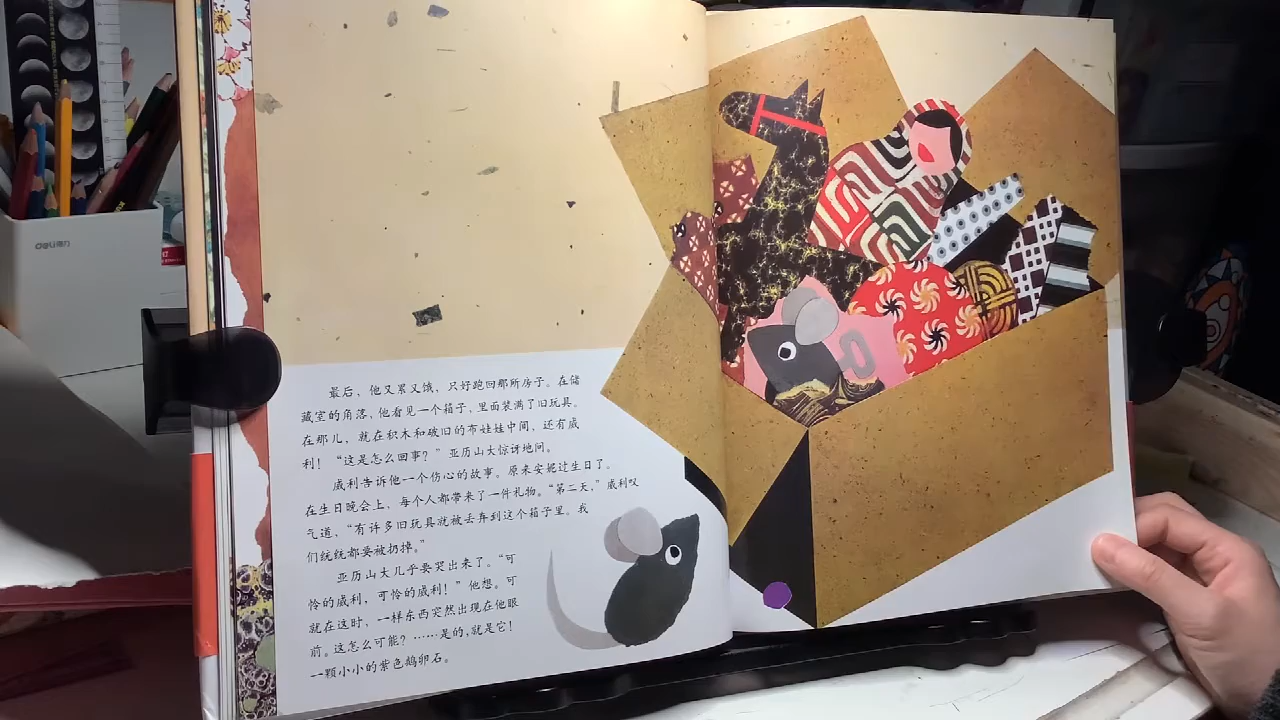 deli得力
最后，他又累又饿，只好跑回那所房子。在储
藏室的角落，他看见一个箱子，里面装满了旧玩具。
在那儿，就在积木和破旧的布娃娃中间，还有威
利！“这是怎么回事？”亚历山大惊讶地问。
威利告诉他一个伤心的故事。原来安妮过生日了。
在生日晚会上，每个人都带来了一件礼物。“第二天，”威利叹
气道，“有许多旧玩具就被丢弃到这个箱子里。我
们统统都要被扔掉。”
亚历山大几乎要哭出来了。“可
怜的威利，可怜的威利！”他想。可
就在这时，一样东西突然出现在他眼
前。这怎么可能？……是的，就是它！
一颗小小的紫色鹅卵石。